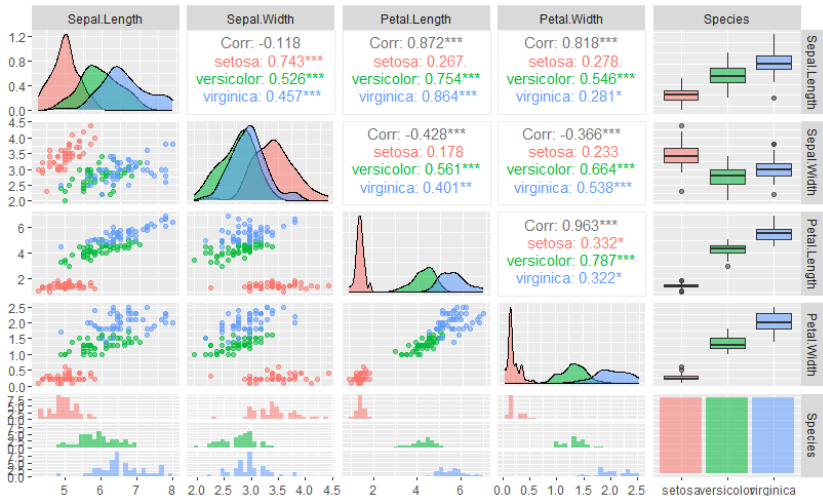 Sepal.Length Sepal.Width Petal.Length Petal.Width Species
1.2
0.8
0.4
0.0
Corr: -0.118
setosa: 0.743***
versicolor: 0.526***
virginica: 0.457***
Corr: 0.872***
setosa: 0.267.
versicolor: 0.754***
virginica: 0.864***
Corr: 0.818***
setosa: 0.278.
versicolor: 0.546***
virginica: 0.281*
Sepal.Length
4.5
4.0
3.5
3.0
2.5
2.0
Corr: -0.428***
setosa: 0.178
versicolor: 0.561***
virginica: 0.401**
Corr: -0.366***
setosa: 0.233
versicolor: 0.664***
virginica: 0.538***
Sepal.Width
6
4
2
Corr: 0.963***
setosa: 0.332*
versicolor: 0.787***
virginica: 0.322*
Petal.Length
2.5
2.0
1.5
1.0
0.5
0.0
Petal.Width
7.5
Species
5 6 7 8 2.0 2.5 3.0 3.5 4.0 4.5 2 4 6 0.0 0.5 1.0 1.5 2.0 2.5 setosa versicolor virginica